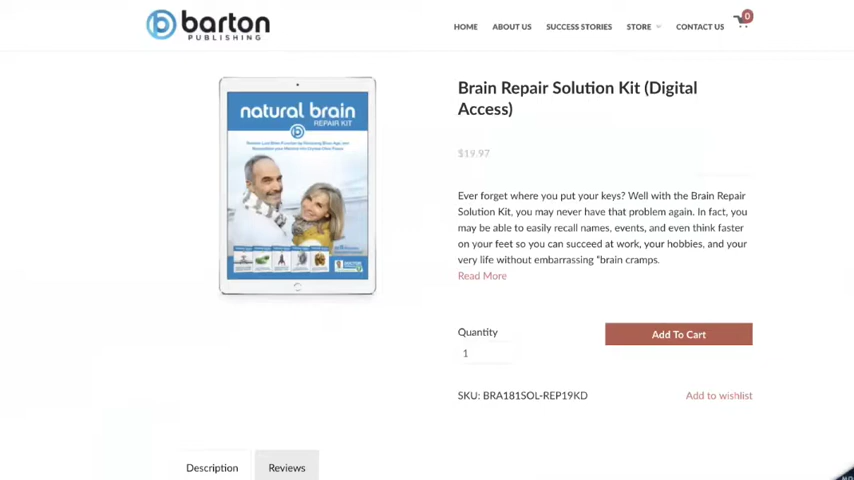 barton
PUBLISHING
HOME ABOUT US SUCCESS STORIES STORE CONTACT US 0
natural brain
REPAIR KIT
Brain Repair Solution Kit (Digital
Access)
$19.97
Ever forget where you put your keys? Well with the Brain Repair
Solution Kit, you may never have that problem again. In fact, you
may be able to easily recall names, events, and even think faster
on your feet so you can succeed at work, your hobbies, and your
very life without embarrassing "brain cramps.
Read More
Quantity
Add To Cart
1
SKU: BRA181SOL-REP19KD
Add to wishlist
Description Reviews